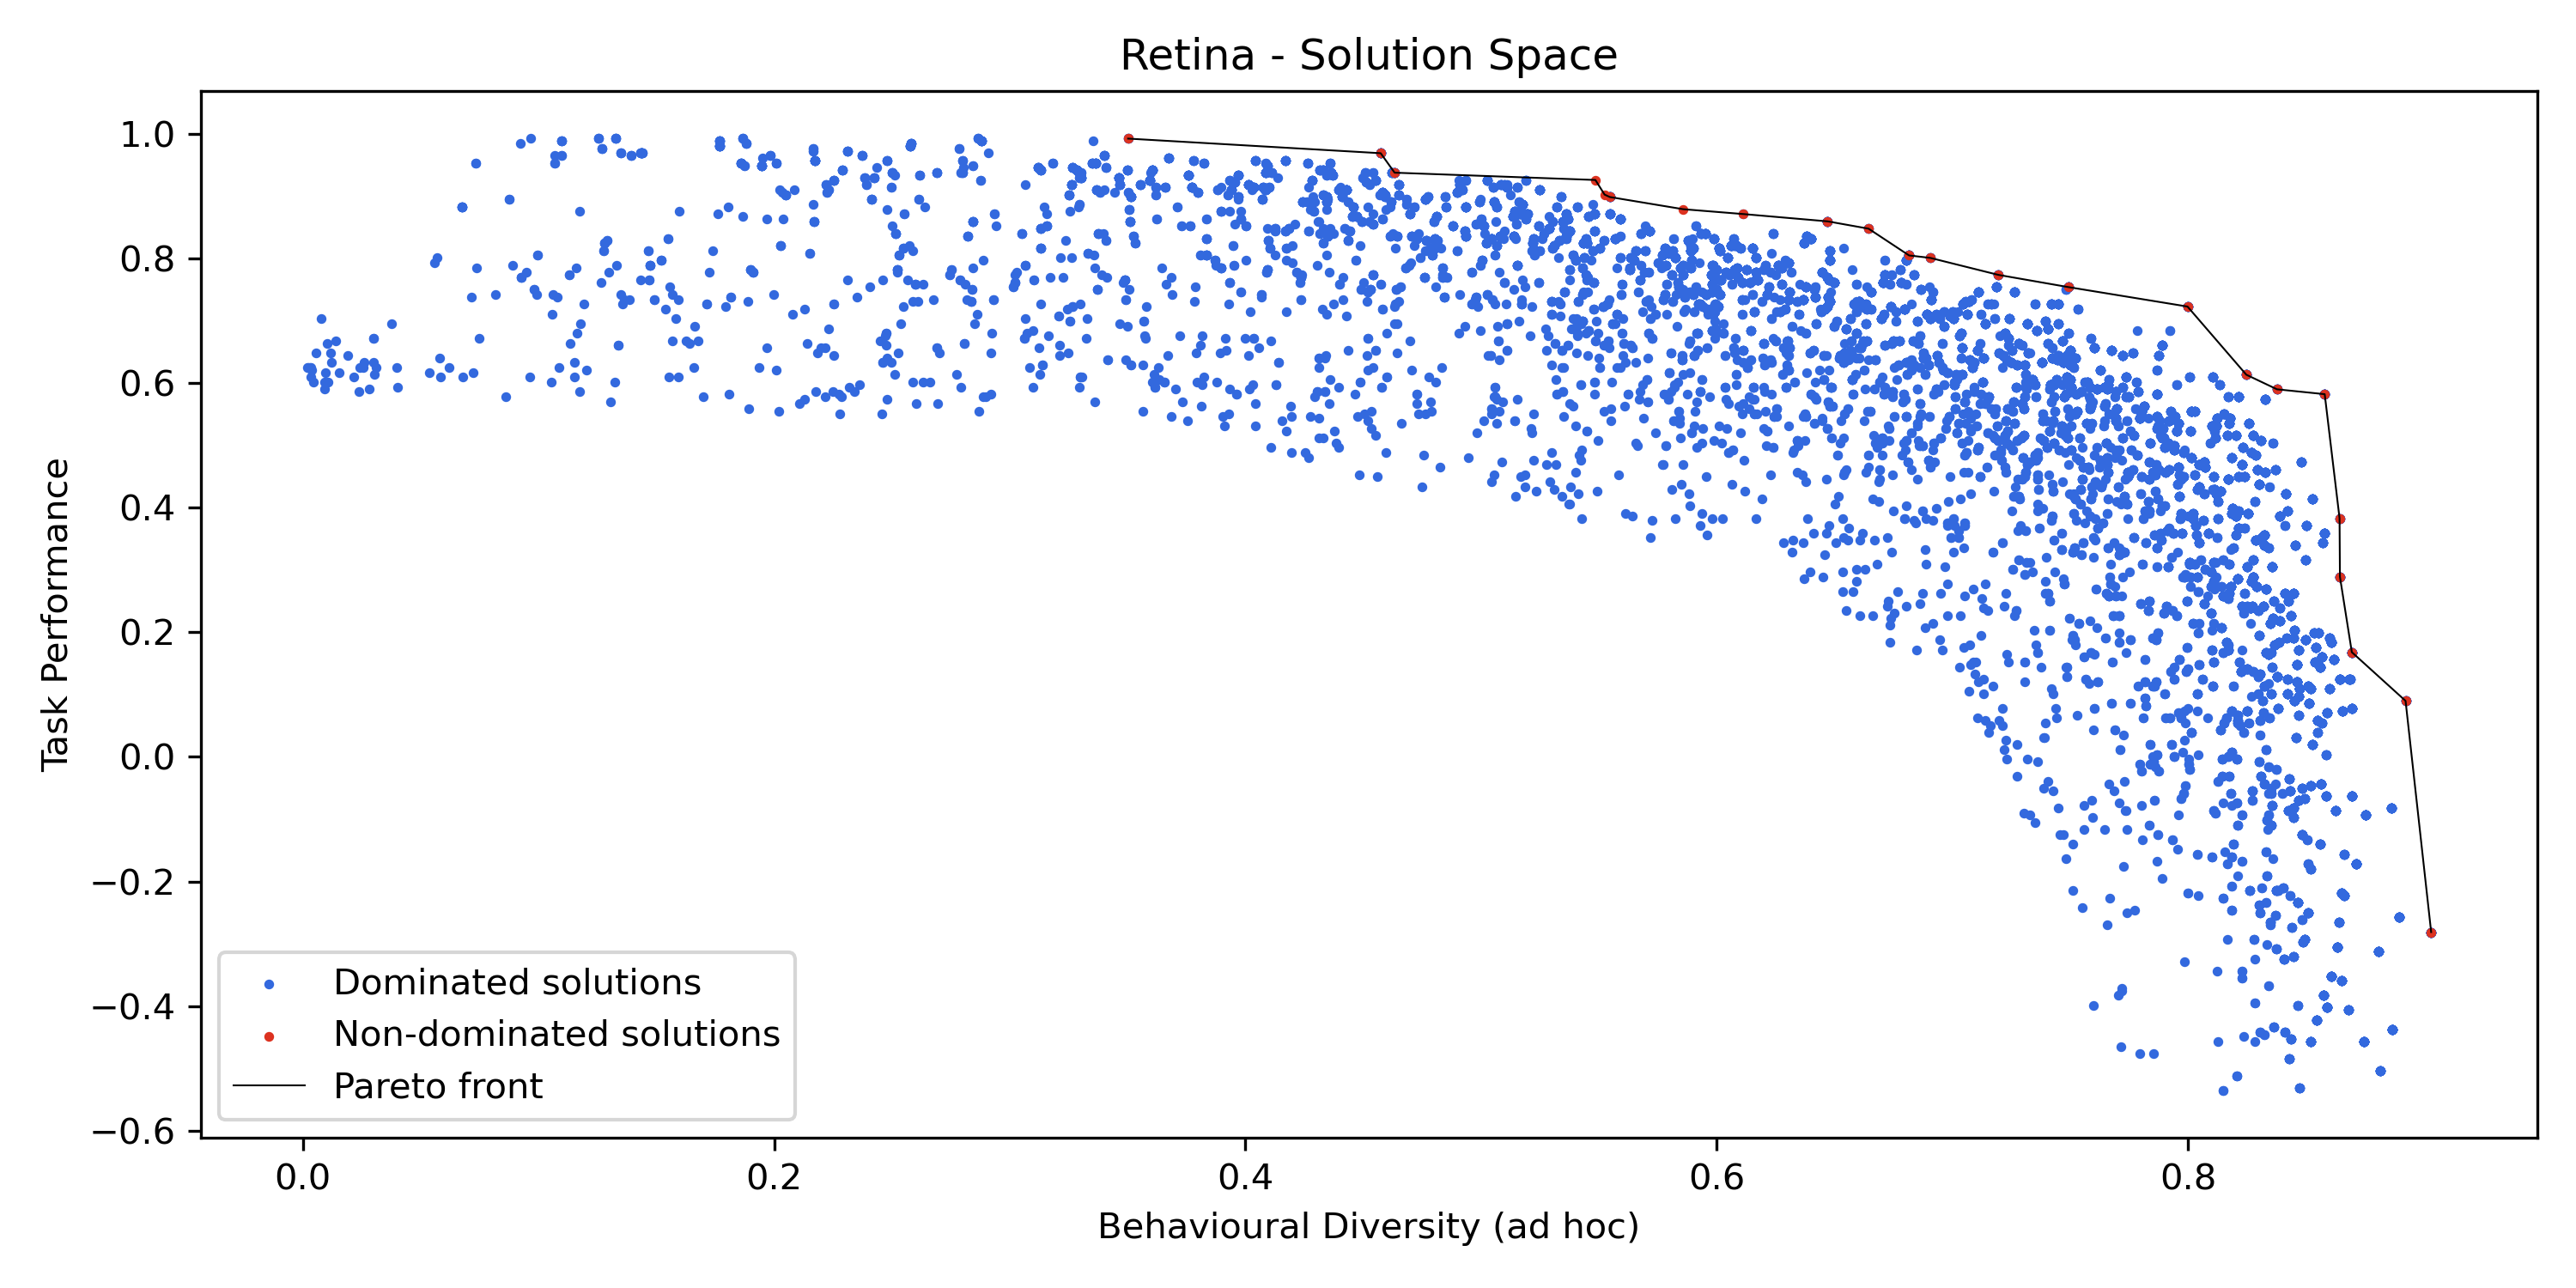 Retina - Solution Space
Task Performance
1.0
0.8
0.6
0.4
0.2
0.0
−0.2
−0.4
−0.6
Dominated solutions
Non-dominated solutions
Pareto front
0.0 0.2 0.4 0.6 0.8
Behavioural Diversity (ad hoc)